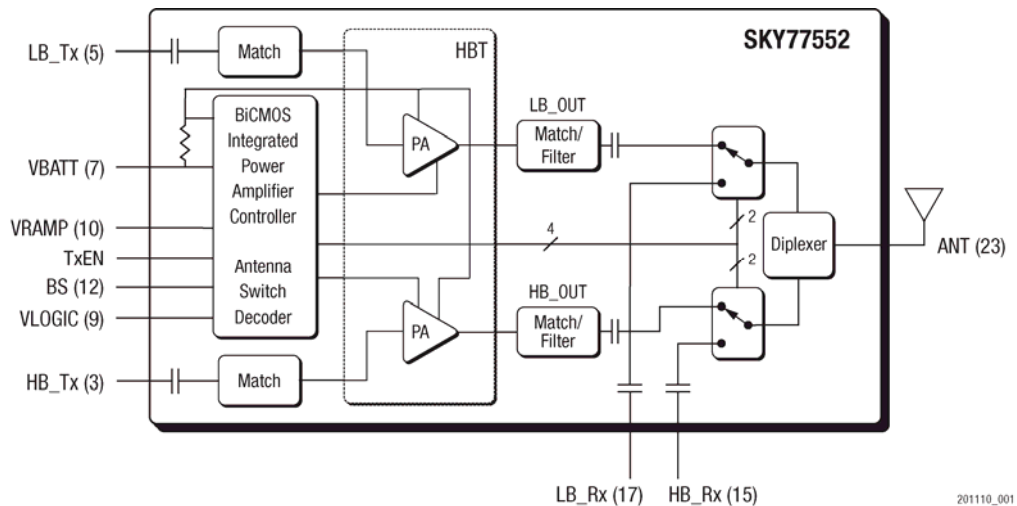 SKY77552
LB_Tx (5)
Match
HBT
BiCMOS
Integrated
Power
Amplifier
Controller
Antenna
Switch
Decoder
VBATT (7)
VRAMP (10)
TxEN
BS (12)
VLOGIC (9)
HB_Tx (3)
Match
PA
PA
LB_OUT
Match/
Filter
4
HB_OUT
Match/
Filter
2
2
Diplexer
ANT (23)
LB_Rx (17)
HB_Rx (15)
201110_001